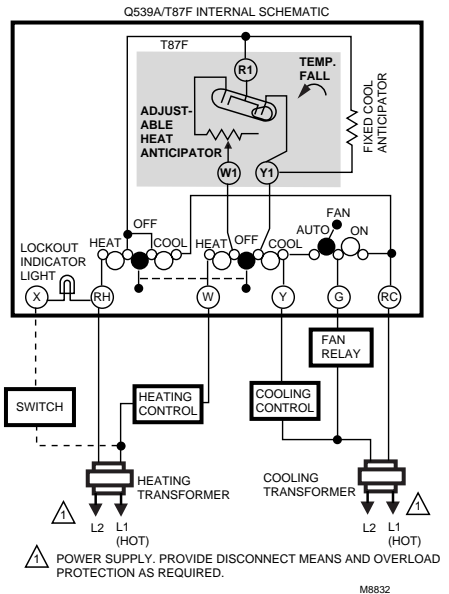 Q539A/T87F INTERNAL SCHEMATIC
T87F
R1
TEMP.
FALL
ADJUST-
ABLE
HEAT
ANTICIPATOR
FIXED COOL
ANTICIPATOR
W1
Y1
OFF
HEAT
COOL
HEAT
OFF
COOL
FAN
AUTO
ON
LOCKOUT
INDICATOR
LIGHT
X
RH
W
Y
G
RC
FAN
RELAY
SWITCH
HEATING
CONTROL
COOLING
CONTROL
HEATING
TRANSFORMER
COOLING
TRANSFORMER
1
L2
L1
(HOT)
L2
L1
(HOT)
1
1 POWER SUPPLY. PROVIDE DISCONNECT MEANS AND OVERLOAD
PROTECTION AS REQUIRED.
M8832